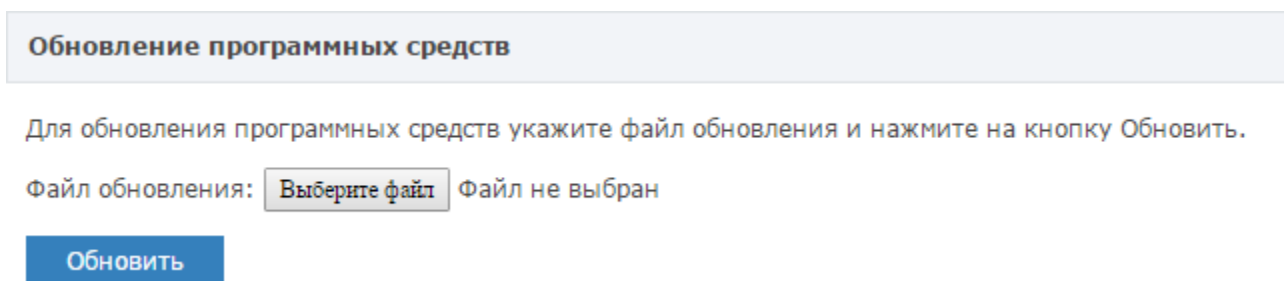 Обновление программных средств
Для обновления программных средств укажите файл обновления и нажмите на кнопку Обновить.
Файл обновления: Выберите файл Файл не выбран
Обновить